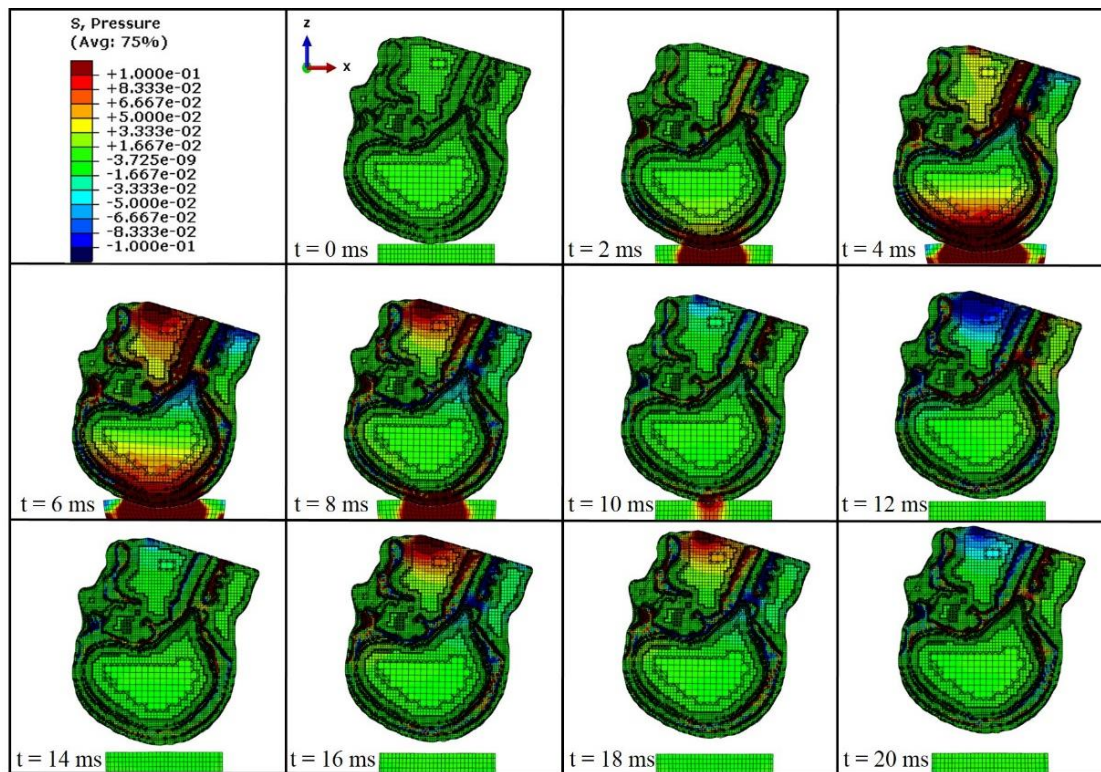 S, Pressure
(Avg: 75%)
+1.000e-01
+8.333e-02
+6.667e-02
+5.000e-02
+3.333e-02
+1.667e-02
-3.725e-09
-1.667e-02
-3.333e-02
-5.000e-02
-6.667e-02
-8.333e-02
-1.000e-01
z
x
t = 0 ms
t = 2 ms
t = 4 ms
t = 6 ms
t = 8 ms
t = 10 ms
t = 12 ms
t = 14 ms
t = 16 ms
t = 18 ms
t = 20 ms